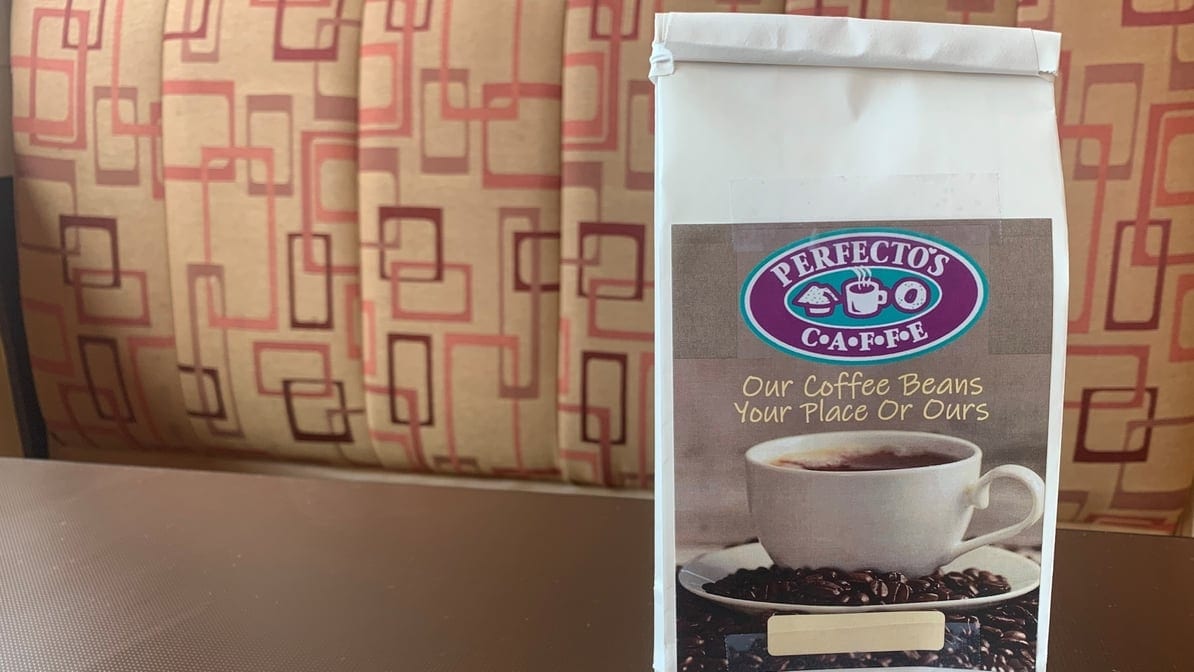 PERFECTO'S
C•A•F•F•E
Our Coffee Beans
Your Place Or Ours